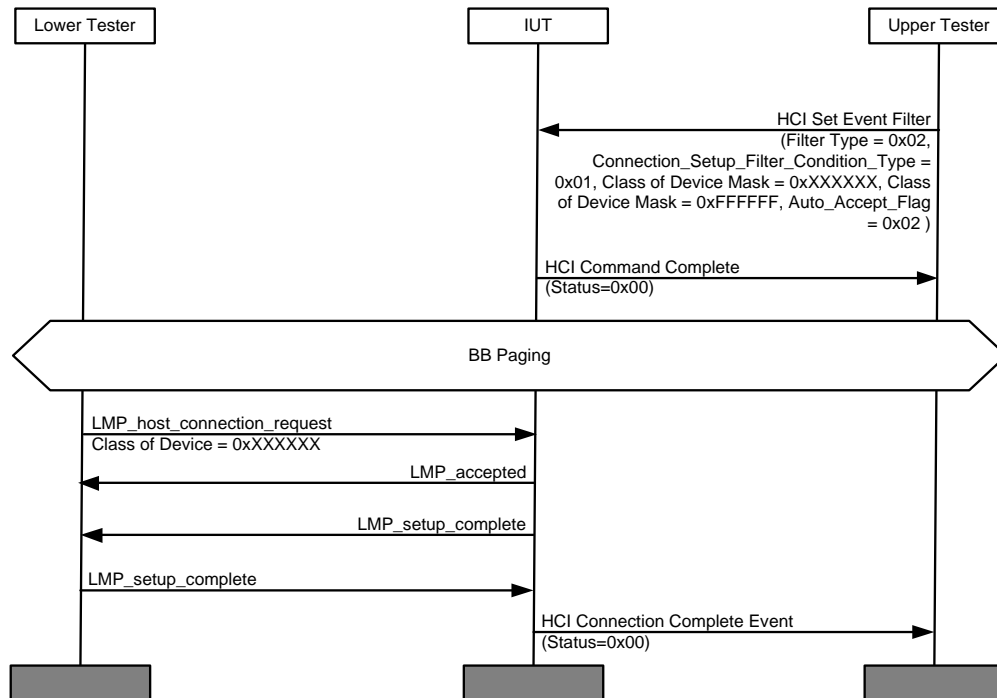 Lower Tester
IUT
Upper Tester
HCI Set Event Filter
(Filter Type = 0x02,
Connection_Setup_Filter_Condition_Type =
0x01, Class of Device Mask = 0xXXXXXX, Class
of Device Mask = 0xFFFFFF, Auto_Accept_Flag
= 0x02 )
HCI Command Complete
(Status=0x00)
BB Paging
LMP_host_connection_request
Class of Device = 0xXXXXXX
LMP_accepted
LMP_setup_complete
LMP_setup_complete
HCI Connection Complete Event
(Status=0x00)